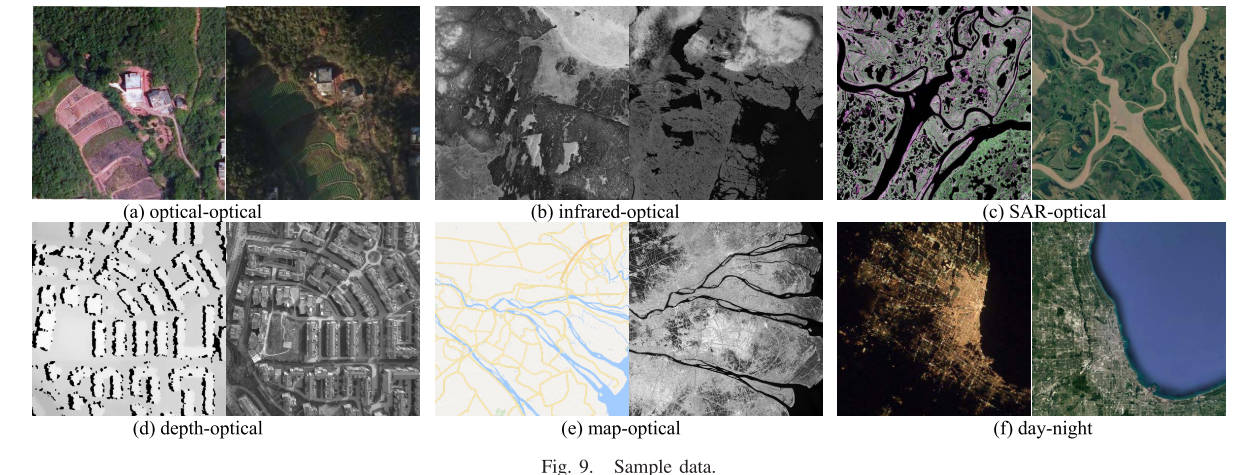 (a) optical-optical
(b) infrared-optical
(c) SAR-optical
(d) depth-optical
(e) map-optical
(f) day-night
Fig. 9. Sample data.